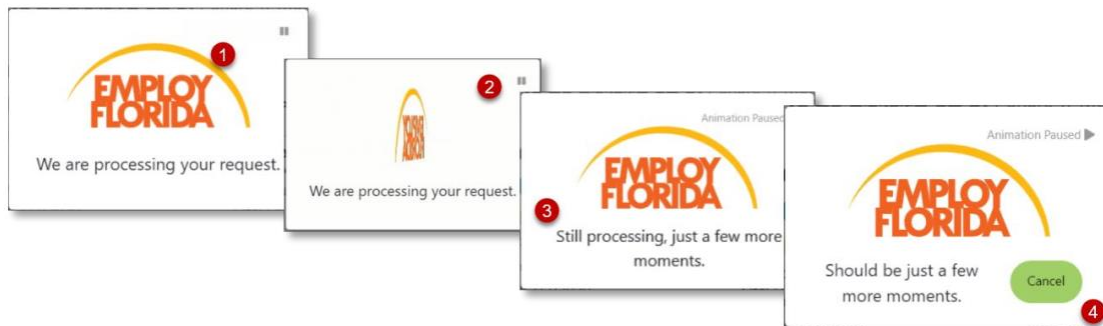 1
EMPLOY
FLORIDA
We are processing your request.
2
We are processing your request.
Animation Paused
EMPLOY
FLORIDA
3
Still processing, just a few more
moments.
Animation Paused
EMPLOY
FLORIDA
Should be just a few
more moments.
Cancel
4